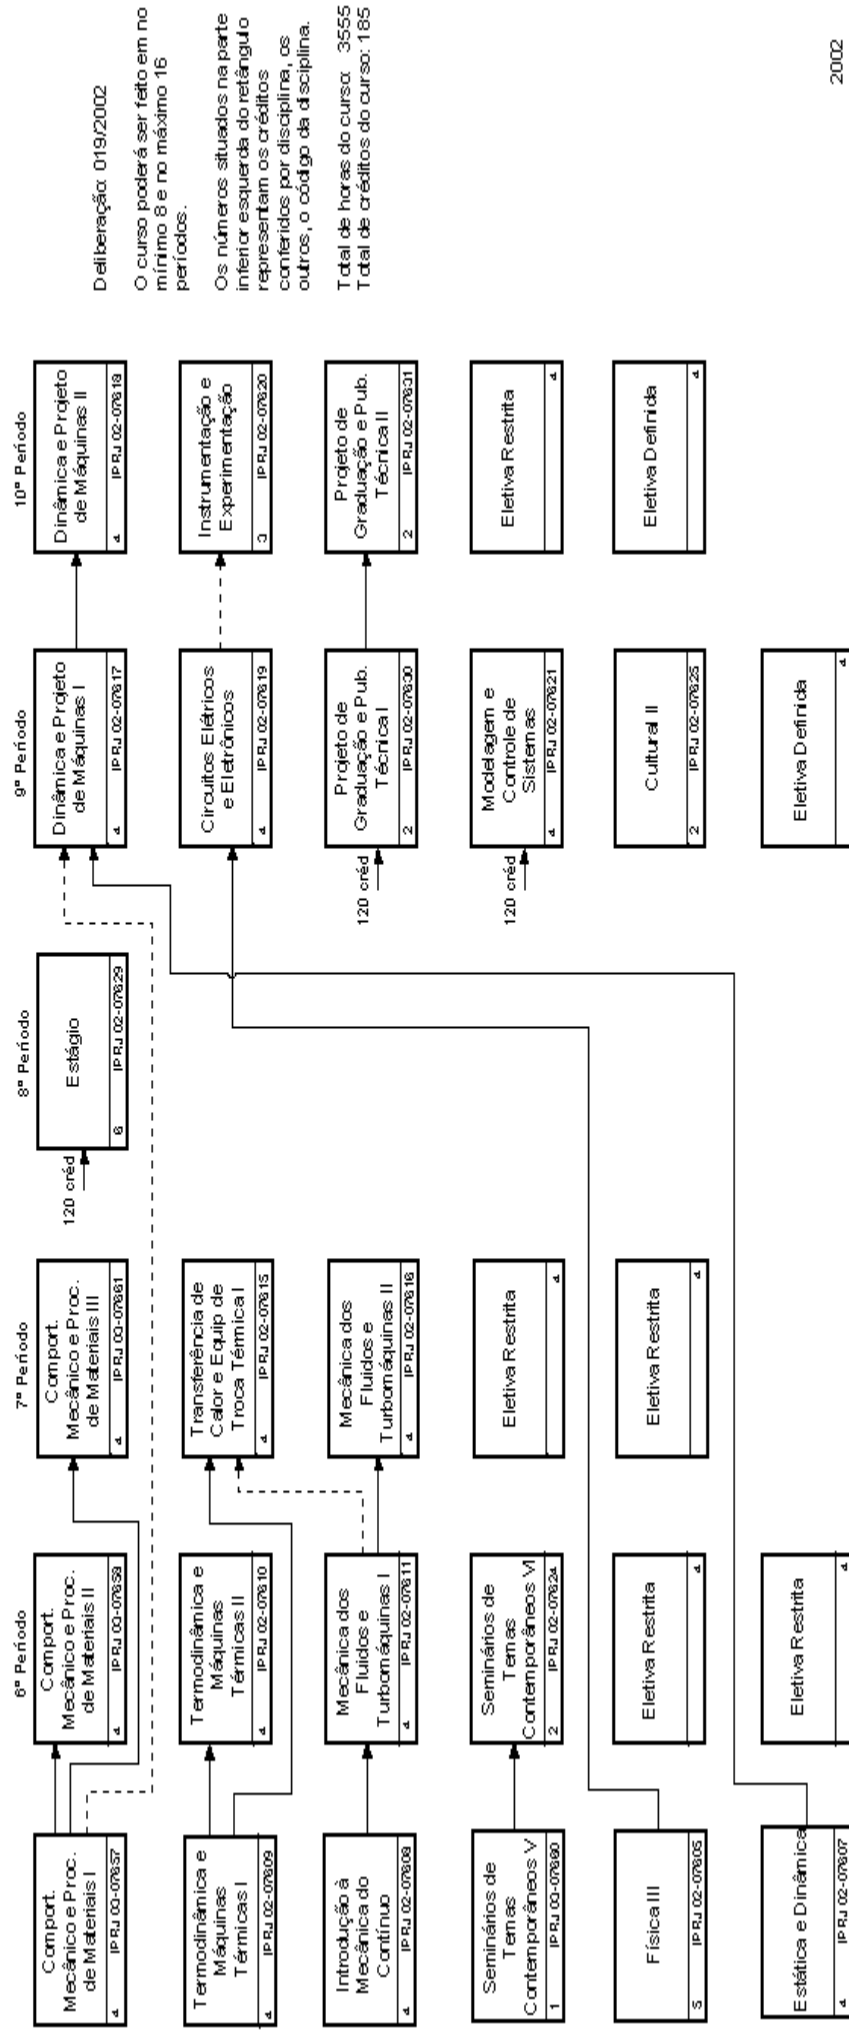 Comport.
Mecânico e Proc.
de Materiais I
4 IPRJ 03-07657
Termodinâmica e
Máquinas
Térmicas I
4 IPRJ 02-07609
Introdução à
Mecânica do
Contínuo
4 IPRJ 02-07608
Seminários de
Temas
Contemporâneos V
1 IPRJ 03-07660
Física III
5 IPRJ 02-07605
Estática e Dinâmica
4 IPRJ 02-07607
6º Período
Comport.
Mecânico e Proc.
de Materiais II
4 IPRJ 03-07658
Termodinâmica e
Máquinas
Térmicas II
4 IPRJ 02-07610
Mecânica dos
Fluidos e
Turbomáquinas I
4 IPRJ 02-07611
Seminários de
Temas
Contemporâneos VI
2 IPRJ 02-07624
Eletiva Restrita
4
Eletiva Restrita
4
7º Período
Comport.
Mecânico e Proc.
de Materiais III
4 IPRJ 03-07661
Transferência de
Calor e Equip de
Troca Térmica I
4 IPRJ 02-07615
Mecânica dos
Fluidos e
Turbomáquinas II
4 IPRJ 02-07616
Eletiva Restrita
4
Eletiva Restrita
4
8º Período
120 créd
Estágio
6 IPRJ 02-07629
9º Período
Dinâmica e Projeto
de Máquinas I
4 IPRJ 02-07617
Circuitos Elétricos
e Eletrônicos
4 IPRJ 02-07619
120 créd
Projeto de
Graduação e Pub.
Técnica I
2 IPRJ 02-07630
120 créd
Modelagem e
Controle de
Sistemas
4 IPRJ 02-07621
Cultural II
2 IPRJ 02-07625
Eletiva Definida
4
10º Período
Dinâmica e Projeto
de Máquinas II
4 IPRJ 02-07618
Instrumentação e
Experimentação
3 IPRJ 02-07620
Projeto de
Graduação e Pub.
Técnica II
2 IPRJ 02-07631
Eletiva Restrita
4
Eletiva Definida
4
Deliberação: 019/2002
O curso poderá ser feito em no
mínimo 8 e no máximo 16
períodos.
Os números situados na parte
inferior esquerda do retângulo
representam os créditos
conferidos por disciplina, os
outros, o código da disciplina.
Total de horas do curso: 3555
Total de créditos do curso: 185
2002